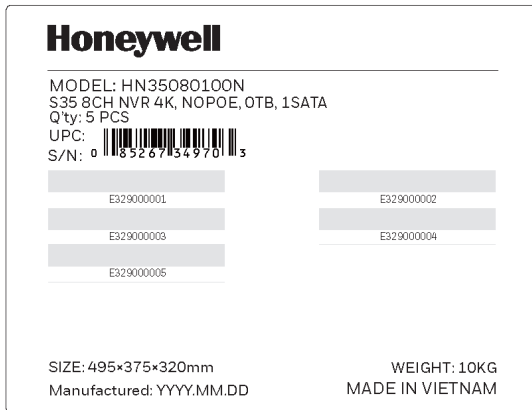 Honeywell
MODEL: HN35080100N
S35 8CH NVR 4K, NOPOE, 0TB, 1SATA
Q'ty: 5 PCS
UPC:
S/N:
0 85267 34970 3
E329000001
E329000002
E329000003
E329000004
E329000005
SIZE: 495×375×320mm
WEIGHT: 10KG
Manufactured: YYYY.MM.DD
MADE IN VIETNAM